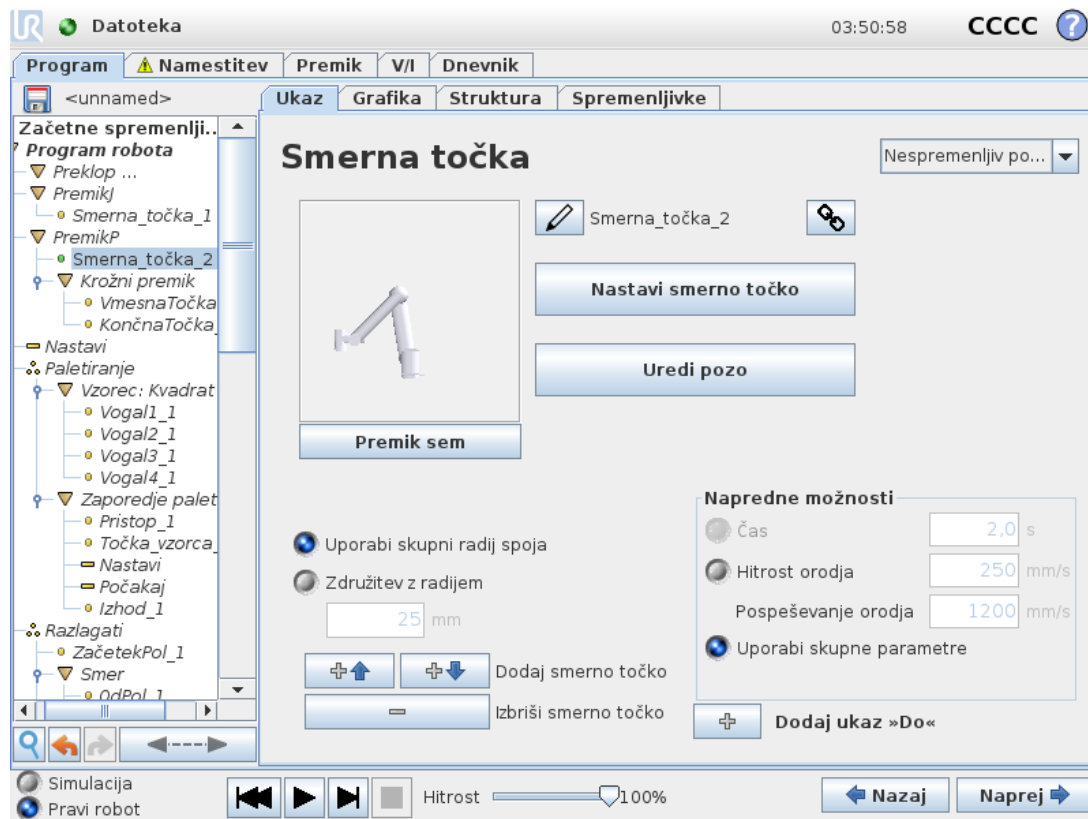 UR Datoteka 03:50:58 CCCC ?
Program Namestitev Premik V/I Dnevnik
<unnamed>
Ukaz Grafika Struktura Spremenljivke
Začetne spremenlji..
Program robota
Preklop ...
PremikJ
Smerna_točka_1
PremikP
Smerna_točka_2
Krožni premik
VmesnaTočka
KončnaTočka_
Nastavi
Paletiranje
Vzorec: Kvadrat
Vogal1_1
Vogal2_1
Vogal3_1
Vogal4_1
Zaporedje palet
Pristop_1
Točka_vzorca_
Nastavi
Počakaj
Izhod_1
Razlagati
ZačetekPol_1
Smer
OdPol_1
Smerna točka
Nespremenljiv po...
Smerna_točka_2
Nastavi smerno točko
Uredi pozo
Premik sem
Uporabi skupni radij spoja
Združitev z radijem
25 mm
Dodaj smerno točko
Izbriši smerno točko
Napredne možnosti
Čas 2,0 s
Hitrost orodja 250 mm/s
Pospeševanje orodja 1200 mm/s
Uporabi skupne parametre
Dodaj ukaz »Do«
Simulacija
Pravi robot
Hitrost 100%
Nazaj Naprej